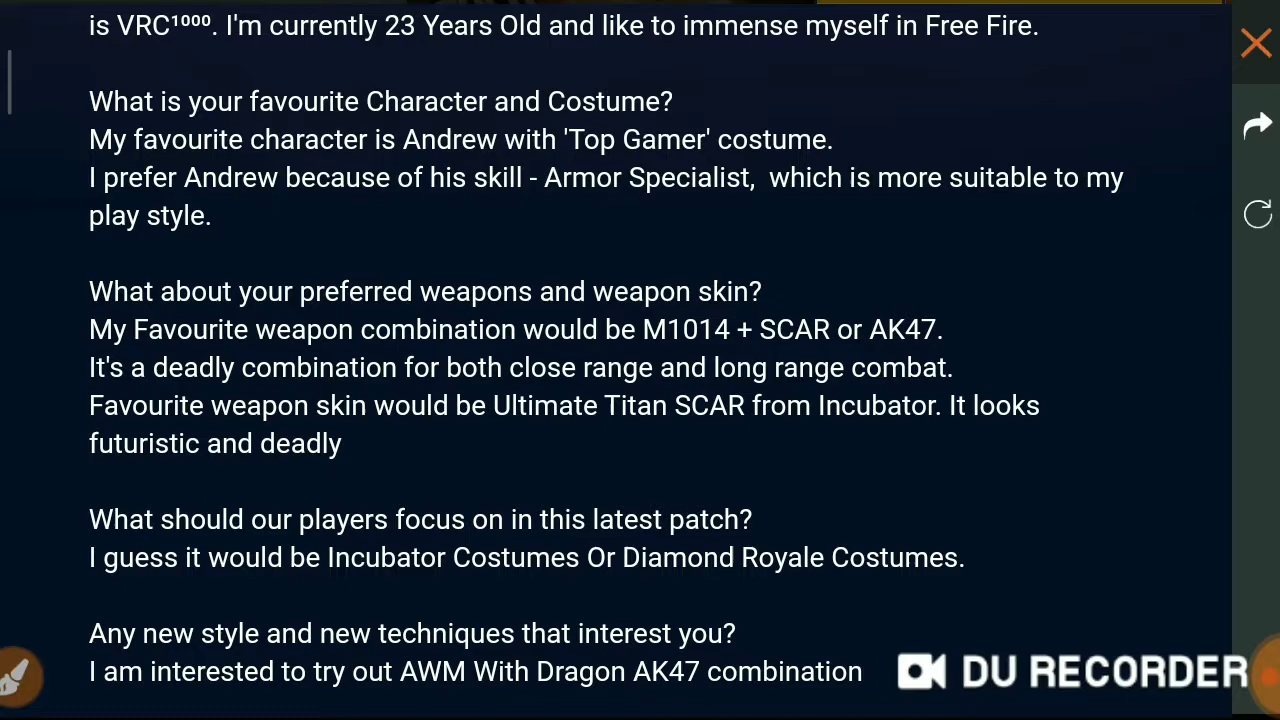 is VRC¹⁰⁰⁰. I'm currently 23 Years Old and like to immense myself in Free Fire.
What is your favourite Character and Costume?
My favourite character is Andrew with 'Top Gamer' costume.
I prefer Andrew because of his skill - Armor Specialist,  which is more suitable to my
play style.
What about your preferred weapons and weapon skin?
My Favourite weapon combination would be M1014 + SCAR or AK47.
It's a deadly combination for both close range and long range combat.
Favourite weapon skin would be Ultimate Titan SCAR from Incubator. It looks
futuristic and deadly
What should our players focus on in this latest patch?
I guess it would be Incubator Costumes Or Diamond Royale Costumes.
Any new style and new techniques that interest you?
I am interested to try out AWM With Dragon AK47 combination
DU RECORDER